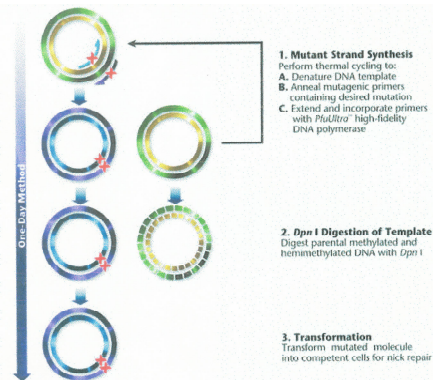 One-Day Method
1. Mutant Strand Synthesis
Perform thermal cycling to:
A. Denature DNA template
B. Anneal mutagenic primers
containing desired mutation
C. Extend and incorporate primers
with PfuUltra™ high-fidelity
DNA polymerase
2. Dpn I Digestion of Template
Digest parental methylated and
hemimethylated DNA with Dpn I
3. Transformation
Transform mutated molecule
into competent cells for nick repair